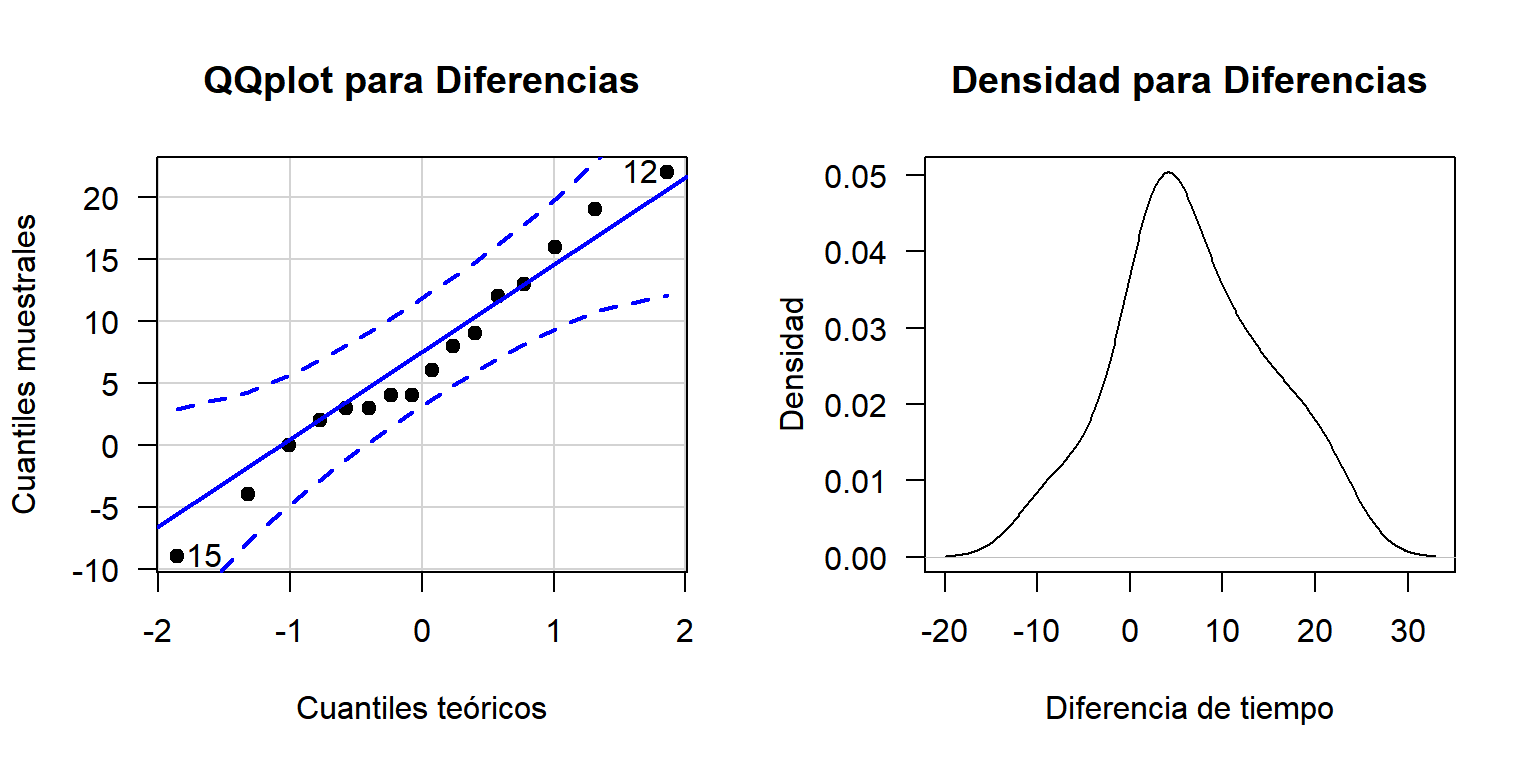 QQplot para Diferencias
Cuantiles muestrales
20
15
10
5
0
-5
-10
12
15
-2 -1 0 1 2
Cuantiles teóricos
Densidad para Diferencias
Densidad
0.05
0.04
0.03
0.02
0.01
0.00
-20 -10 0 10 20 30
Diferencia de tiempo